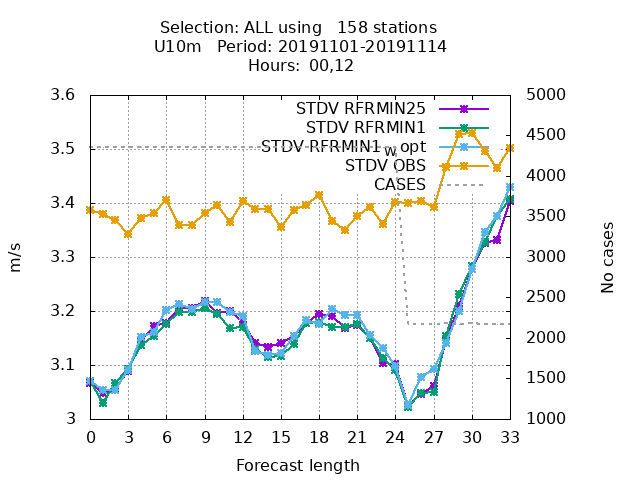 Selection: ALL using   158 stations
U10m   Period: 20191101-20191114
Hours:  00,12
STDV RFRMIN25
STDV RFRMIN1
STDV RFRMIN1_w_opt
STDV OBS
CASES
3.6
3.5
3.4
3.3
3.2
3.1
3
m/s
5000
4500
4000
3500
3000
2500
2000
1500
1000
No cases
0 3 6 9 12 15 18 21 24 27 30 33
Forecast length